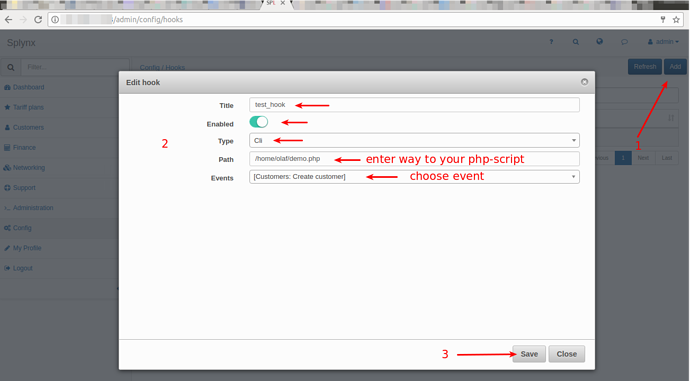 SPL
/admin/config/hooks
Splynx
admin
Filter...
Config / Hooks
Refresh
Add
Dashboard
Tariff plans
Customers
Finance
Networking
Support
Administration
Config
My Profile
Logout
1
1
Next
Last
Edit hook
Title
test_hook
Enabled
2
Type
Cli
Path
/home/olaf/demo.php
enter way to your php-script
Events
[Customers: Create customer]
choose event
3
Save
Close